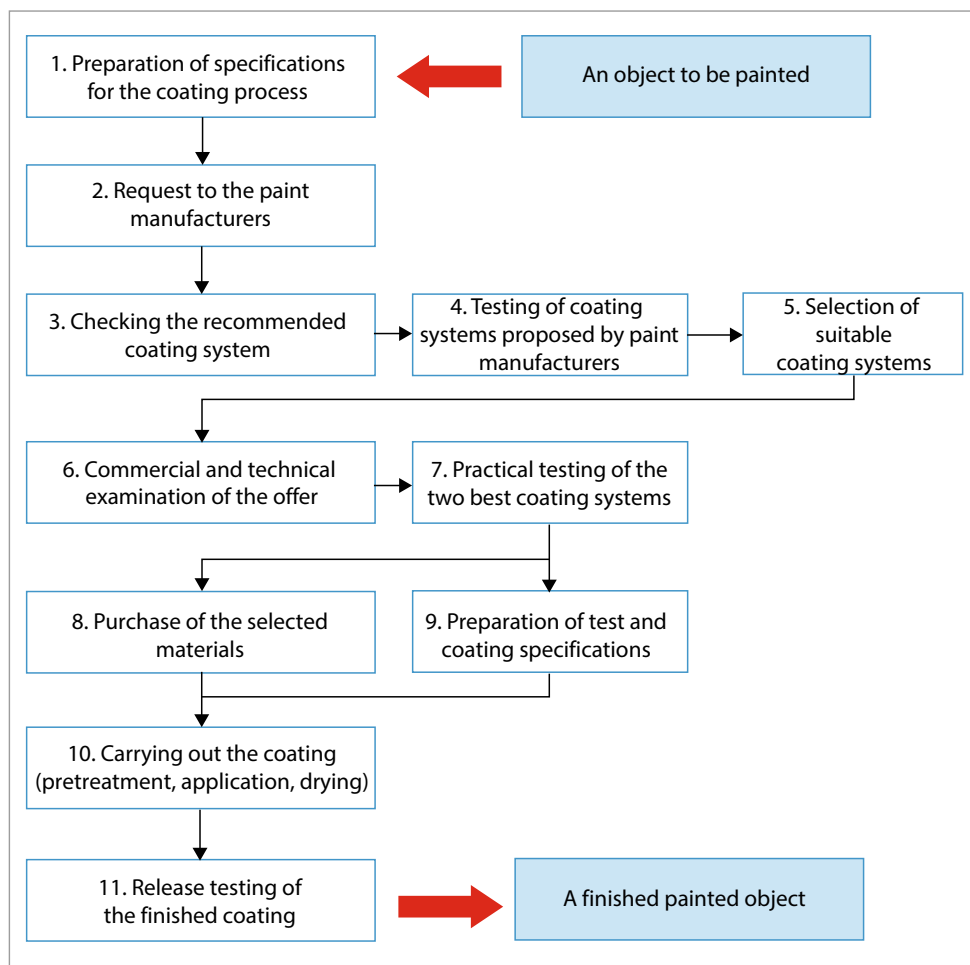 1. Preparation of specifications
for the coating process
An object to be painted
2. Request to the paint
manufacturers
3. Checking the recommended
coating system
4. Testing of coating
systems proposed by paint
manufacturers
5. Selection of
suitable
coating systems
6. Commercial and technical
examination of the offer
7. Practical testing of the
two best coating systems
8. Purchase of the selected
materials
9. Preparation of test and
coating specifications
10. Carrying out the coating
(pretreatment, application, drying)
11. Release testing of
the finished coating
A finished painted object